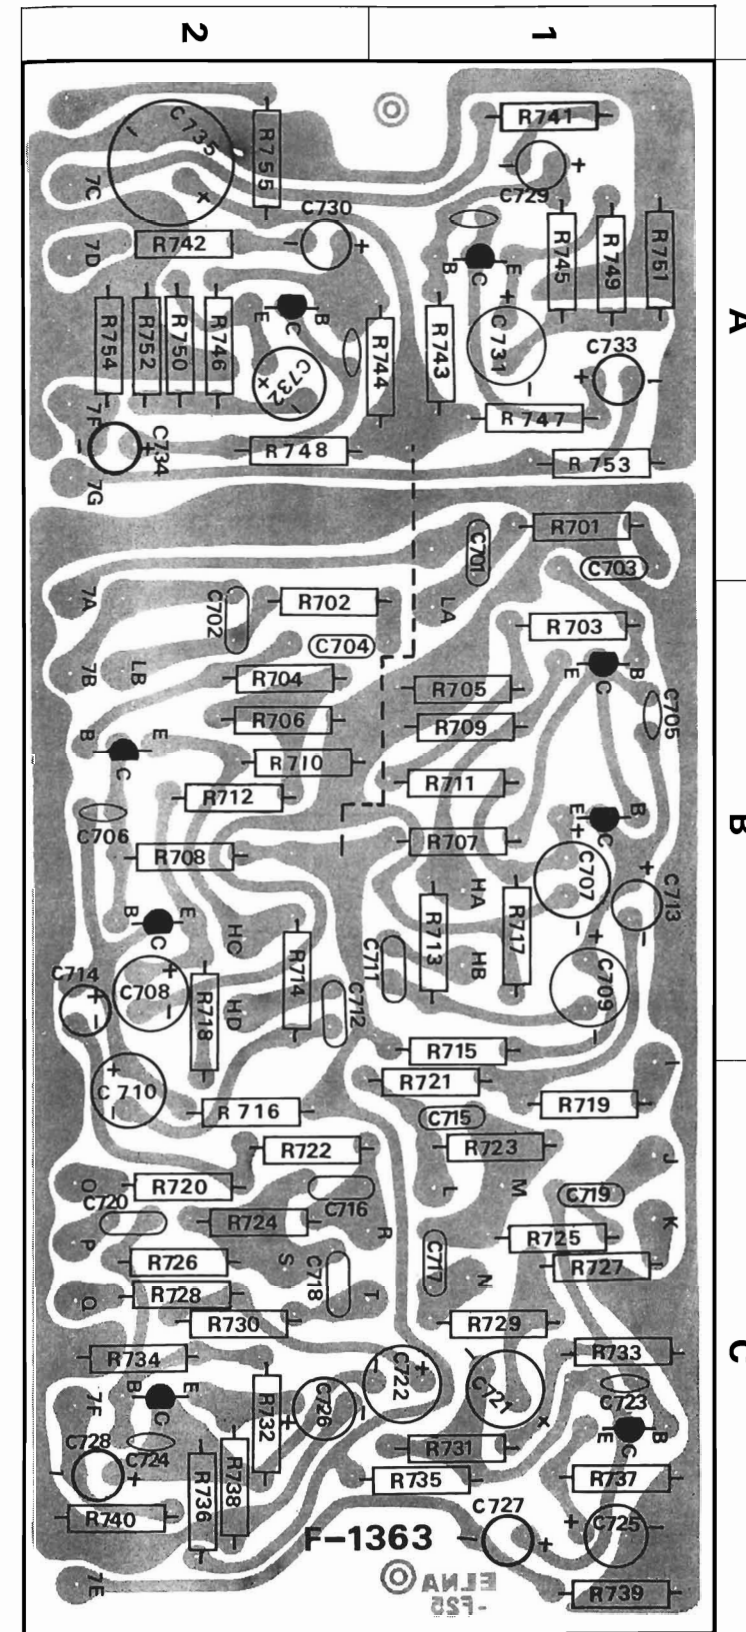 2
1
C735
R755
R741
7C
C729
C730
7D
R742
B
C
E
R745
R749
R751
A
R754
R752
R750
R746
E
C
B
C732
R744
R743
C731
C733
7F
C734
R747
R748
R753
7G
C701
R701
C703
7A
C702
R702
LA
R703
C704
7B
LB
R704
R705
E
C
B
C705
R706
R709
B
C
E
R710
R711
R712
C706
R707
E
C
B
B
R708
C707
HA
C713
B
C
E
HC
R713
R717
C711
HB
C714
C708
R718
R714
HD
C712
C709
R715
I
C710
R721
R716
R719
C715
R722
R723
J
O
R720
C716
L
M
C719
C720
R724
R
K
P
R725
R726
S
C717
R727
R728
C718
N
Q
T
R730
R729
R734
R733
C
C722
7F
B
C
E
R732
C726
C721
C723
E
C
B
C728
C724
R731
R736
R738
R735
R737
R740
C727
C725
F-1363
7E
ELNA
-F25
R739